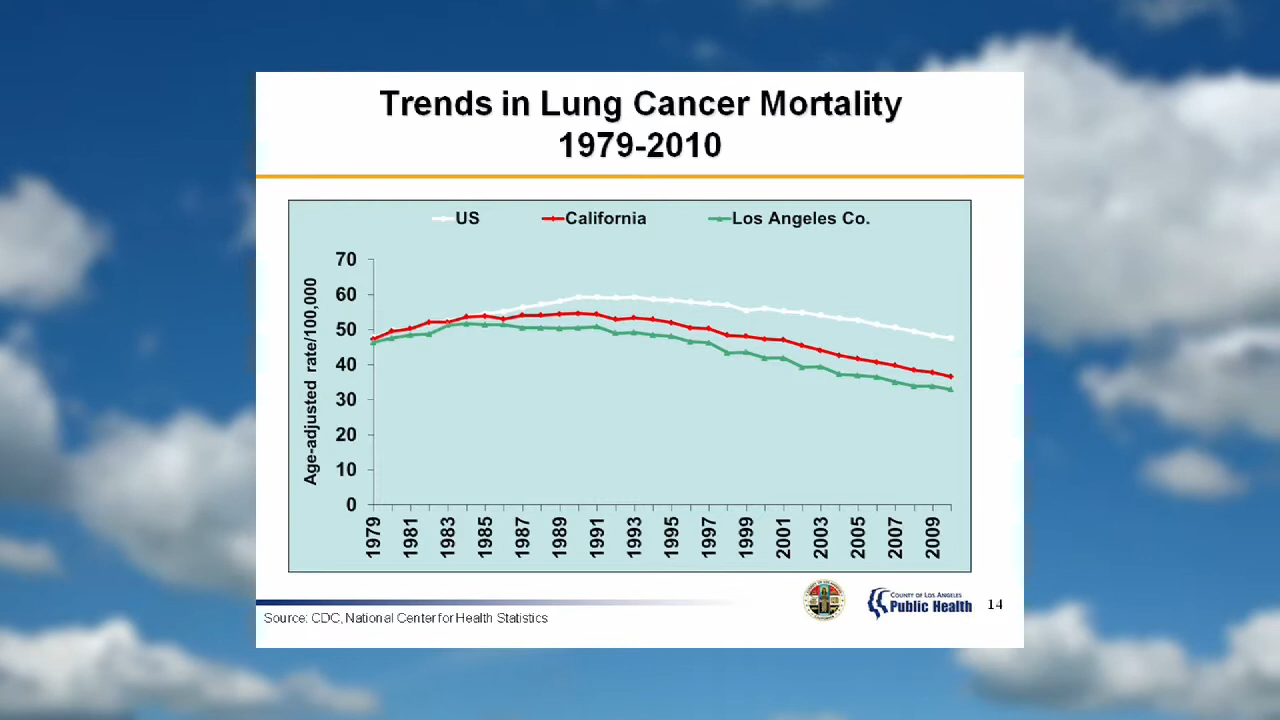 Trends in Lung Cancer Mortality
1979-2010
US California Los Angeles Co.
Age-adjusted rate/100,000
70
60
50
40
30
20
10
0
1979 1981 1983 1985 1987 1989 1991 1993 1995 1997 1999 2001 2003 2005 2007 2009
COUNTY OF LOS ANGELES
Public Health
14
Source: CDC, National Center for Health Statistics